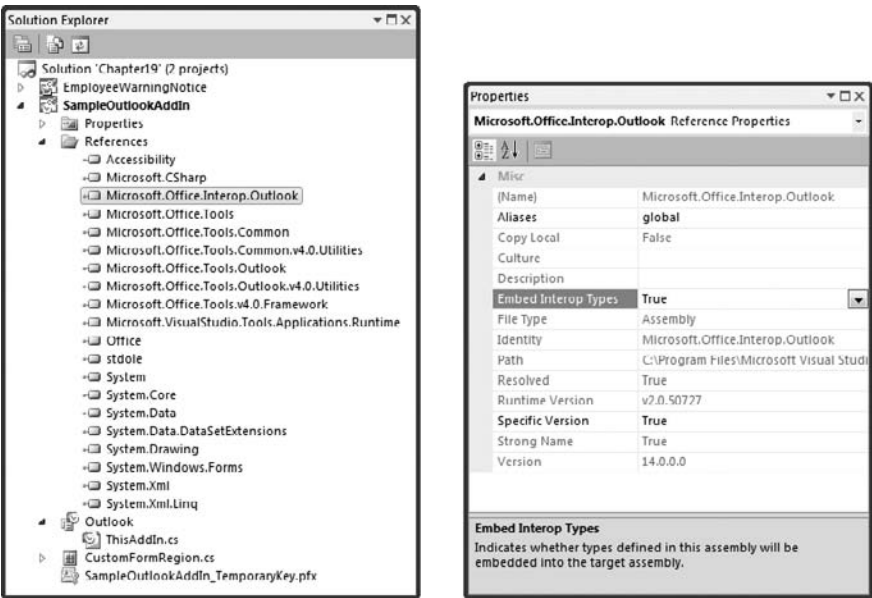 Solution Explorer
Solution 'Chapter19' (2 projects)
EmployeeWarningNotice
SampleOutlookAddIn
Properties
References
Accessibility
Microsoft.CSharp
Microsoft.Office.Interop.Outlook
Microsoft.Office.Tools
Microsoft.Office.Tools.Common
Microsoft.Office.Tools.Common.v4.0.Utilities
Microsoft.Office.Tools.Outlook
Microsoft.Office.Tools.Outlook.v4.0.Utilities
Microsoft.Office.Tools.v4.0.Framework
Microsoft.VisualStudio.Tools.Applications.Runtime
Office
stdole
System
System.Core
System.Data
System.Data.DataSetExtensions
System.Drawing
System.Windows.Forms
System.Xml
System.Xml.Linq
Outlook
ThisAddIn.cs
CustomFormRegion.cs
SampleOutlookAddIn_TemporaryKey.pfx
Properties
Microsoft.Office.Interop.Outlook Reference Properties
Misc
(Name) Microsoft.Office.Interop.Outlook
Aliases global
Copy Local False
Culture
Description
Embed Interop Types True
File Type Assembly
Identity Microsoft.Office.Interop.Outlook
Path C:\Program Files\Microsoft Visual Studi
Resolved True
Runtime Version v2.0.50727
Specific Version True
Strong Name True
Version 14.0.0.0
Embed Interop Types
Indicates whether types defined in this assembly will be
embedded into the target assembly.